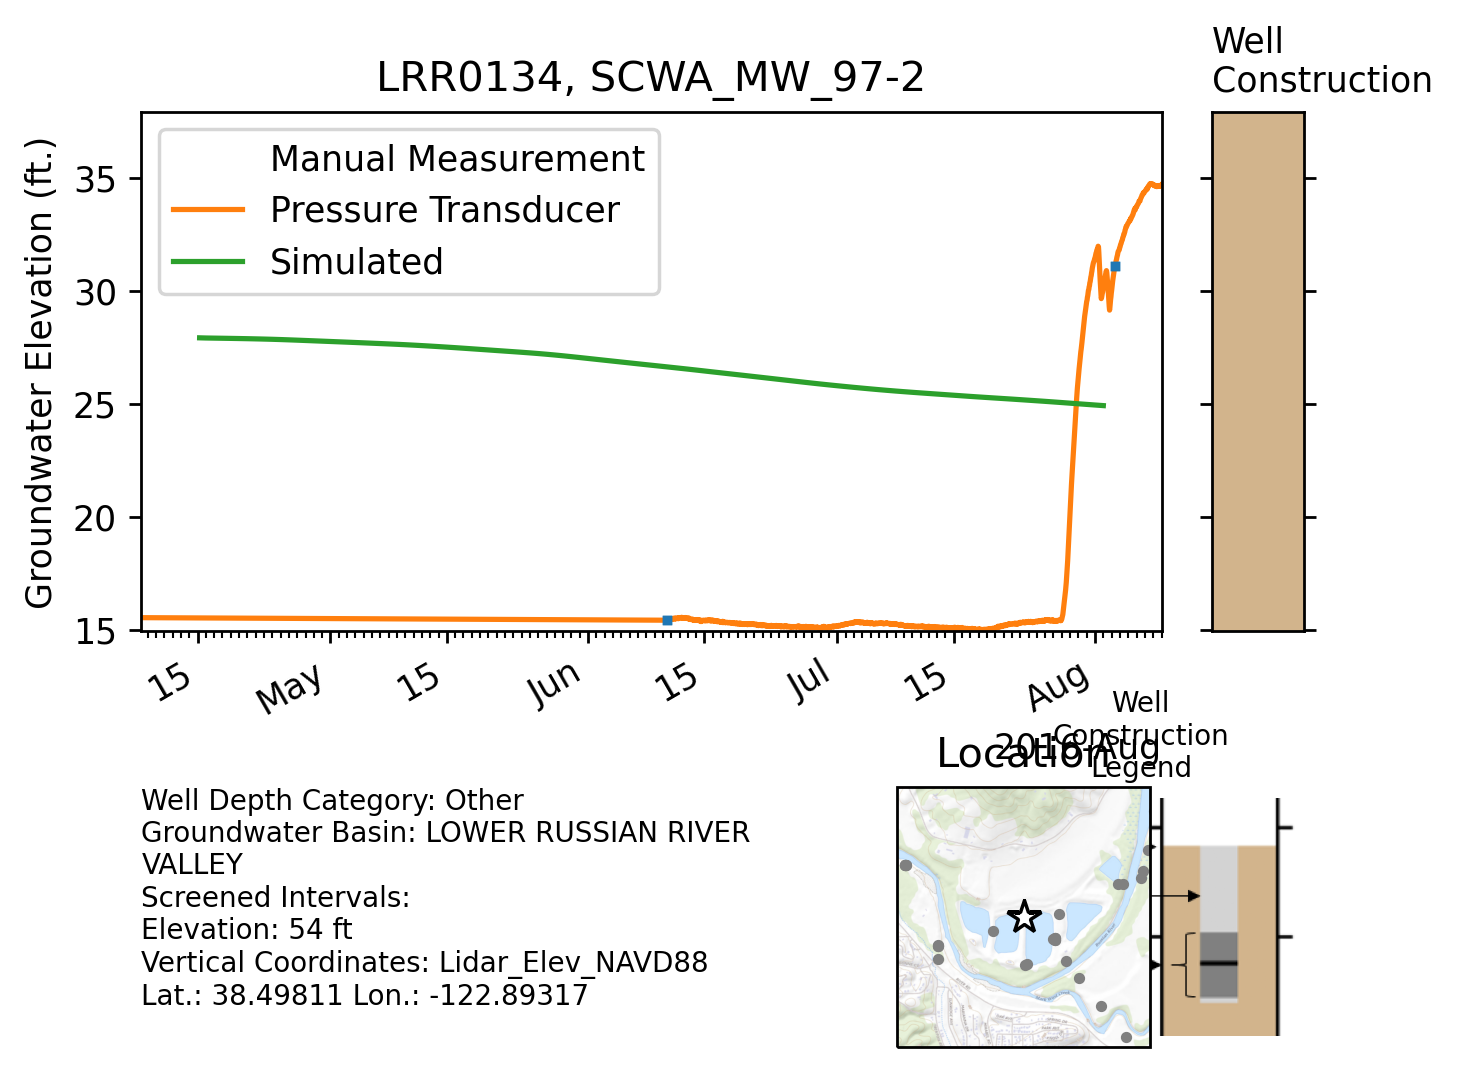 Well
Construction
LRR0134, SCWA_MW_97-2
Groundwater Elevation (ft.)
35
30
25
20
15
Manual Measurement
Pressure Transducer
Simulated
15
May
15
Jun
15
Jul
15
Aug
2016-Aug
Location
Well
Construction
Legend
Well Depth Category: Other
Groundwater Basin: LOWER RUSSIAN RIVER
VALLEY
Screened Intervals:
Elevation: 54 ft
Vertical Coordinates: Lidar_Elev_NAVD88
Lat.: 38.49811 Lon.: -122.89317